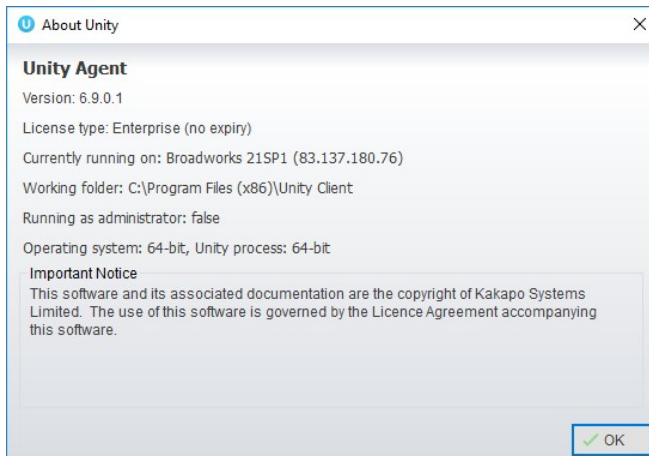 About Unity
Unity Agent
Version: 6.9.0.1
License type: Enterprise (no expiry)
Currently running on: Broadworks 21SP1 (83.137.180.76)
Working folder: C:\Program Files (x86)\Unity Client
Running as administrator: false
Operating system: 64-bit, Unity process: 64-bit
Important Notice
This software and its associated documentation are the copyright of Kakapo Systems
Limited. The use of this software is governed by the Licence Agreement accompanying
this software.
OK